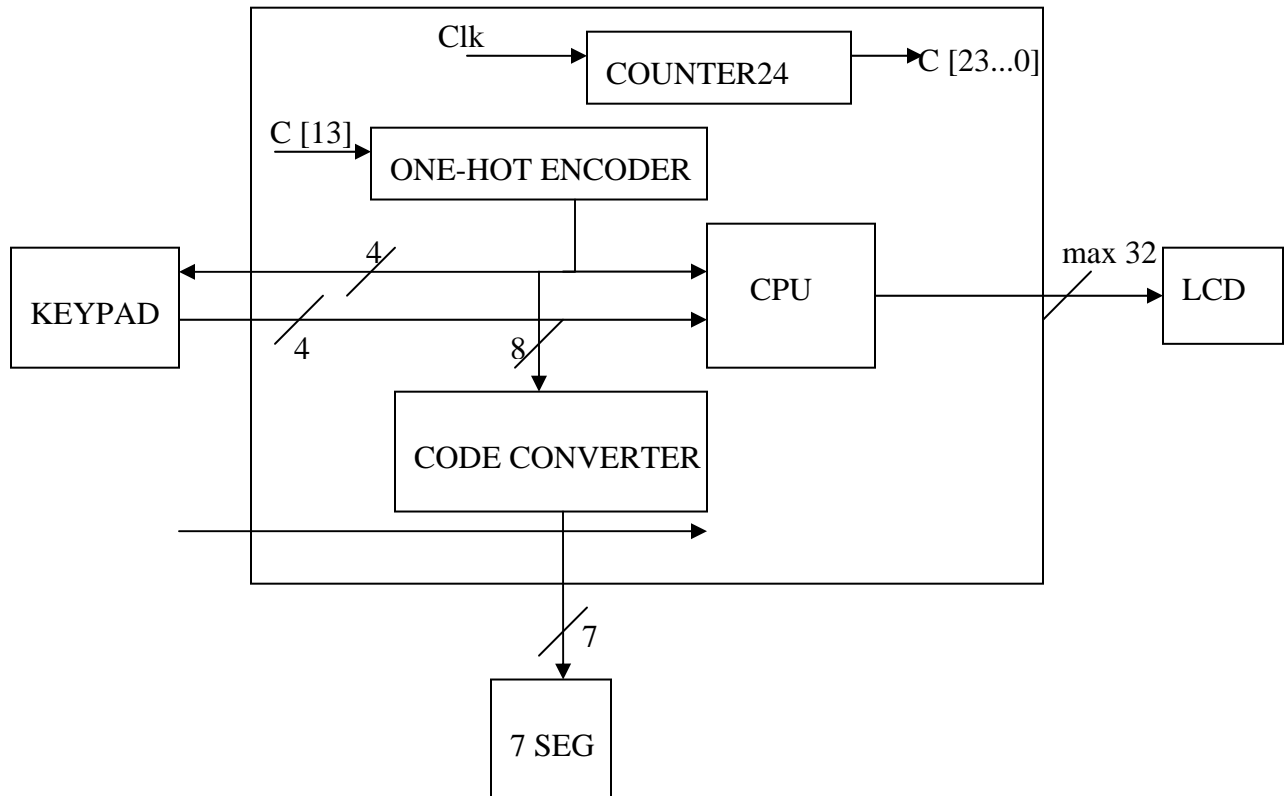 Clk
COUNTER24
C [23...0]
C [13]
ONE-HOT ENCODER
4
max 32
KEYPAD
CPU
LCD
4
8
CODE CONVERTER
7
7 SEG